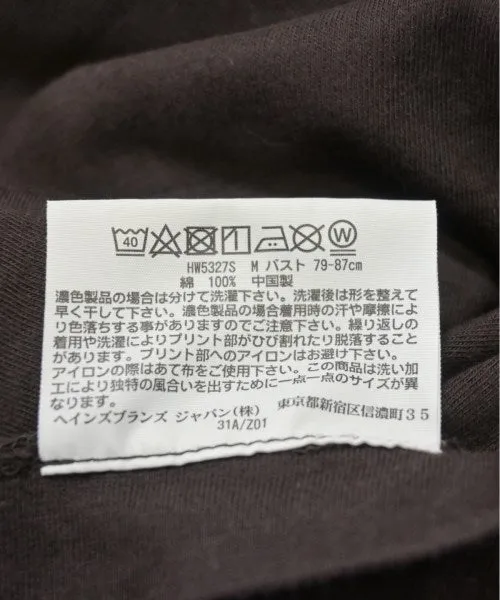 40 W
HW5327S M バスト 79-87cm
綿 100% 中国製
濃色製品の場合は分けて洗濯下さい。洗濯後は形を整えて
早く干して下さい。濃色製品の場合着用時の汗や摩擦によ
り色落ちする事がありますのでご注意下さい。繰り返しの
着用や洗濯によりプリント部がひび割れたり脱落すること
があります。プリント部へのアイロンはお避け下さい。
アイロンの際はあて布をご使用下さい。この商品は洗い加
工により独特の風合いを出すために一点一点のサイズが異
なります。
ヘインズブランズ ジャパン(株) 東京都新宿区信濃町35
31A/Z01